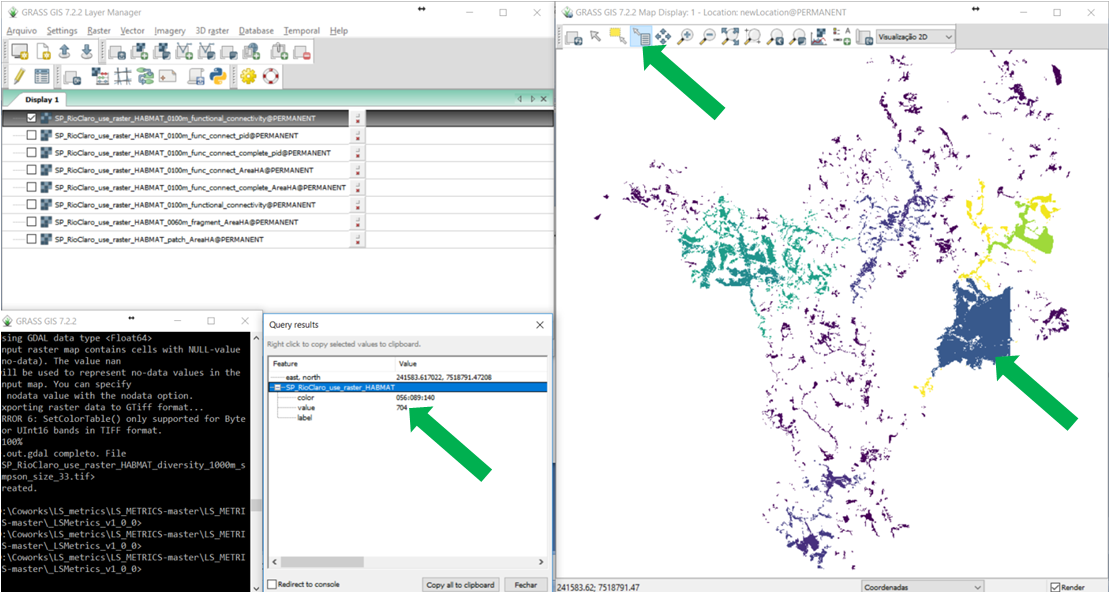 GRASS GIS 7.2.2 Layer Manager
Arquivo Settings Raster Vector Imagery 3D raster Database Temporal Help
Display 1
SP_RioClaro_use_raster_HABMAT_0100m_functional_connectivity@PERMANENT
SP_RioClaro_use_raster_HABMAT_0100m_func_connect_pid@PERMANENT
SP_RioClaro_use_raster_HABMAT_0100m_func_connect_complete_pid@PERMANENT
SP_RioClaro_use_raster_HABMAT_0100m_func_connect_AreaHA@PERMANENT
SP_RioClaro_use_raster_HABMAT_0100m_func_connect_complete_AreaHA@PERMANENT
SP_RioClaro_use_raster_HABMAT_0100m_functional_connectivity@PERMANENT
SP_RioClaro_use_raster_HABMAT_0060m_fragment_AreaHA@PERMANENT
SP_RioClaro_use_raster_HABMAT_patch_AreaHA@PERMANENT
GRASS GIS 7.2.2
sing GDAL data type <Float64>
nput raster map contains cells with NULL-value
no-data). The value nan
ill be used to represent no-data values in the
nput map. You can specify
nodata value with the nodata option.
xporting raster data to GTiff format...
RROR 6: SetColorTable() only supported for Byte
or UInt16 bands in TIFF format.
100%
.out.gdal completo. File
SP_RioClaro_use_raster_HABMAT_diversity_1000m_s
mpson_size_33.tif>
reated.
:\Coworks\LS_metrics\LS_METRICS-master\LS_METRI
S-master\_LSMetrics_v1_0_0>
:\Coworks\LS_metrics\LS_METRICS-master\LS_METRI
S-master\_LSMetrics_v1_0_0>
:\Coworks\LS_metrics\LS_METRICS-master\LS_METRI
S-master\_LSMetrics_v1_0_0>
Query results
Right click to copy selected values to clipboard.
Feature Value
east, north 241583.617022, 7518791.47208
SP_RioClaro_use_raster_HABMAT
color 056:089:140
value 704
label
Redirect to console Copy all to clipboard Fechar
GRASS GIS 7.2.2 Map Display: 1 - Location: newLocation@PERMANENT
Visualização 2D
241583.62; 7518791.47 Coordenadas Render